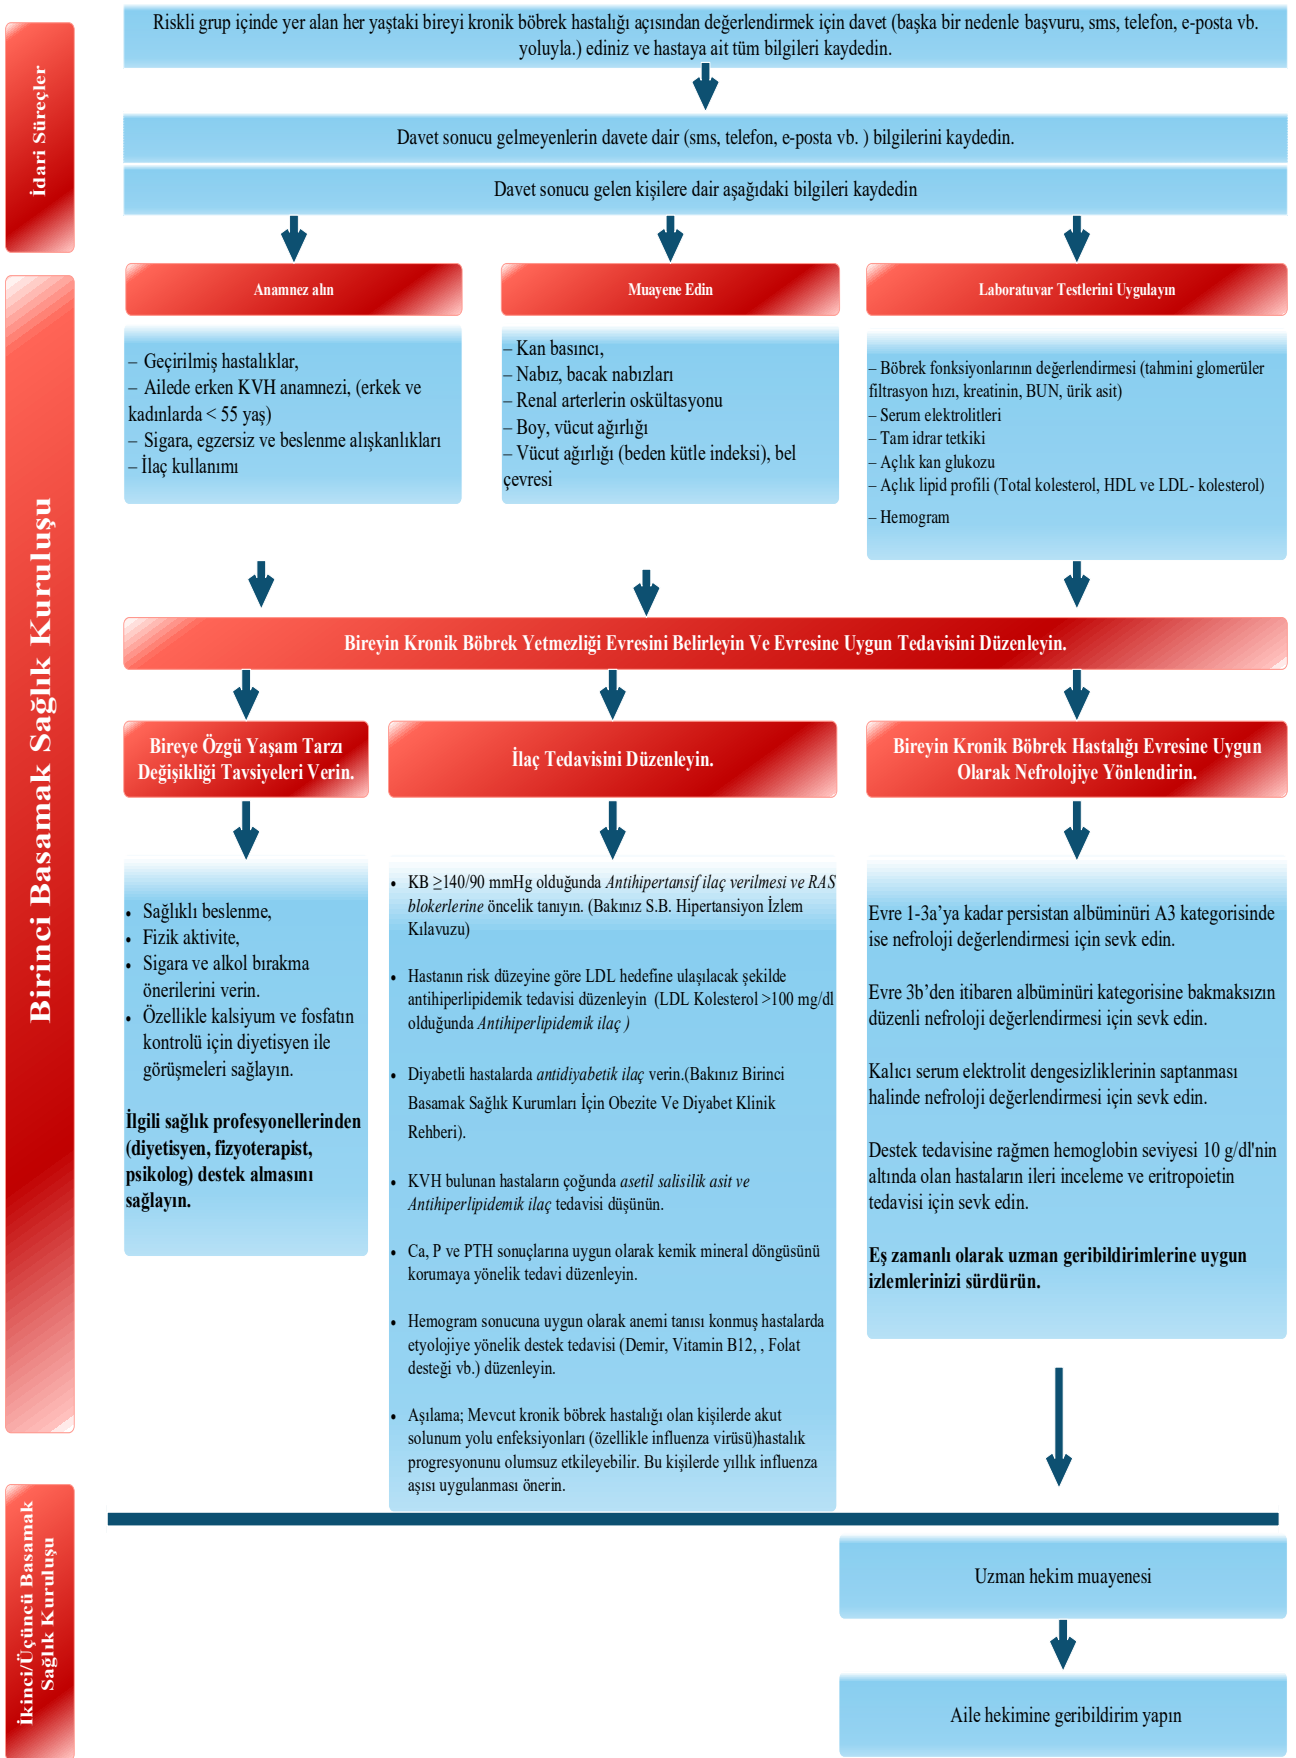 İdari Süreçler
Riskli grup içinde yer alan her yaştaki bireyi kronik böbrek hastalığı açısından değerlendirmek için davet (başka bir nedenle başvuru, sms, telefon, e-posta vb.
yoluyla.) ediniz ve hastaya ait tüm bilgileri kaydedin.
Davet sonucu gelmeyenlerin davete dair (sms, telefon, e-posta vb. ) bilgilerini kaydedin.
Davet sonucu gelen kişilere dair aşağıdaki bilgileri kaydedin
Birinci Basamak Sağlık Kuruluşu
Anamnez alın
– Geçirilmiş hastalıklar,
– Ailede erken KVH anamnezi, (erkek ve
kadınlarda < 55 yaş)
– Sigara, egzersiz ve beslenme alışkanlıkları
– İlaç kullanımı
Muayene Edin
– Kan basıncı,
– Nabız, bacak nabızları
– Renal arterlerin oskültasyonu
– Boy, vücut ağırlığı
– Vücut ağırlığı (beden kütle indeksi), bel
çevresi
Laboratuvar Testlerini Uygulayın
– Böbrek fonksiyonlarının değerlendirmesi (tahmini glomerüler
filtrasyon hızı, kreatinin, BUN, ürik asit)
– Serum elektrolitleri
– Tam idrar tetkiki
– Açlık kan glukozu
– Açlık lipid profili (Total kolesterol, HDL ve LDL- kolesterol)
– Hemogram
Bireyin Kronik Böbrek Yetmezliği Evresini Belirleyin Ve Evresine Uygun Tedavisini Düzenleyin.
Bireye Özgü Yaşam Tarzı
Değişikliği Tavsiyeleri Verin.
• Sağlıklı beslenme,
• Fizik aktivite,
• Sigara ve alkol bırakma
önerilerini verin.
• Özellikle kalsiyum ve fosfatın
kontrolü için diyetisyen ile
görüşmeleri sağlayın.
İlgili sağlık profesyonellerinden
(diyetisyen, fizyoterapist,
psikolog) destek almasını
sağlayın.
İlaç Tedavisini Düzenleyin.
• KB ≥140/90 mmHg olduğunda Antihipertansif ilaç verilmesi ve RAS
blokerlerine öncelik tanıyın. (Bakınız S.B. Hipertansiyon İzlem
Kılavuzu)
• Hastanın risk düzeyine göre LDL hedefine ulaşılacak şekilde
antihiperlipidemik tedavisi düzenleyin (LDL Kolesterol >100 mg/dl
olduğunda Antihiperlipidemik ilaç )
• Diyabetli hastalarda antidiyabetik ilaç verin.(Bakınız Birinci
Basamak Sağlık Kurumları İçin Obezite Ve Diyabet Klinik
Rehberi).
• KVH bulunan hastaların çoğunda asetil salisilik asit ve
Antihiperlipidemik ilaç tedavisi düşünün.
• Ca, P ve PTH sonuçlarına uygun olarak kemik mineral döngüsünü
korumaya yönelik tedavi düzenleyin.
• Hemogram sonucuna uygun olarak anemi tanısı konmuş hastalarda
etyolojiye yönelik destek tedavisi (Demir, Vitamin B12, , Folat
desteği vb.) düzenleyin.
• Aşılama; Mevcut kronik böbrek hastalığı olan kişilerde akut
solunum yolu enfeksiyonları (özellikle influenza virüsü)hastalık
progresyonunu olumsuz etkileyebilir. Bu kişilerde yıllık influenza
aşısı uygulanması önerin.
Bireyin Kronik Böbrek Hastalığı Evresine Uygun
Olarak Nefrolojiye Yönlendirin.
Evre 1-3a’ya kadar persistan albüminüri A3 kategorisinde
ise nefroloji değerlendirmesi için sevk edin.
Evre 3b’den itibaren albüminüri kategorisine bakmaksızın
düzenli nefroloji değerlendirmesi için sevk edin.
Kalıcı serum elektrolit dengesizliklerinin saptanması
halinde nefroloji değerlendirmesi için sevk edin.
Destek tedavisine rağmen hemoglobin seviyesi 10 g/dl'nin
altında olan hastaların ileri inceleme ve eritropoietin
tedavisi için sevk edin.
Eş zamanlı olarak uzman geribildirimlerine uygun
izlemlerinizi sürdürün.
İkinci/Üçüncü Basamak
Sağlık Kuruluşu
Uzman hekim muayenesi
Aile hekimine geribildirim yapın